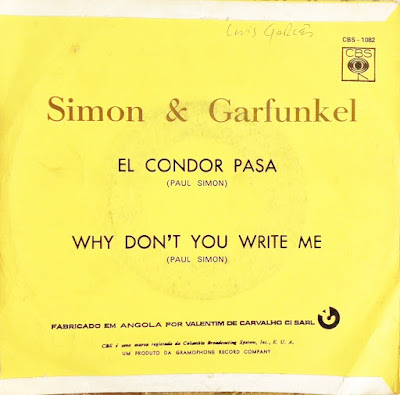 Luis Garcês
CBS - 1082
CBS
Simon & Garfunkel
EL CONDOR PASA
(PAUL SIMON)
WHY DON'T YOU WRITE ME
(PAUL SIMON)
FABRICADO EM ANGOLA POR VALENTIM DE CARVALHO CI SARL
CBS é uma marca registada da Columbia Broadcasting System, Inc., E. U. A.
UM PRODUTO DA GRAMOPHONE RECORD COMPANY